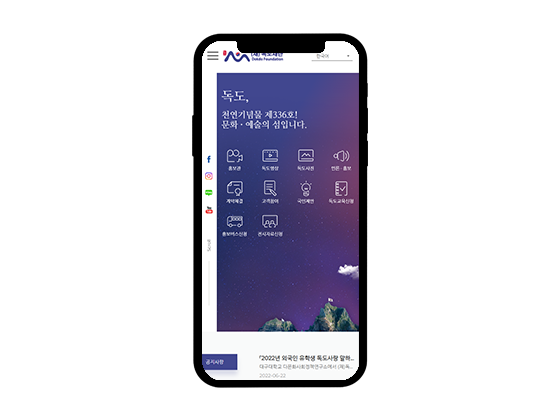 (재)독도재단
Dokdo Foundation
한국어
독도,
천연기념물 제336호!
문화·예술의 섬입니다.
홍보관
독도영상
독도사진
언론·홍보
계약체결
고객참여
국민제안
독도교육신청
홍보버스신청
전시자료신청
Scroll
공지사항
「2022년 외국인 유학생 독도사랑 말하...
대구대학교 다문화사회정책연구소에서 (재)독...
2022-06-22